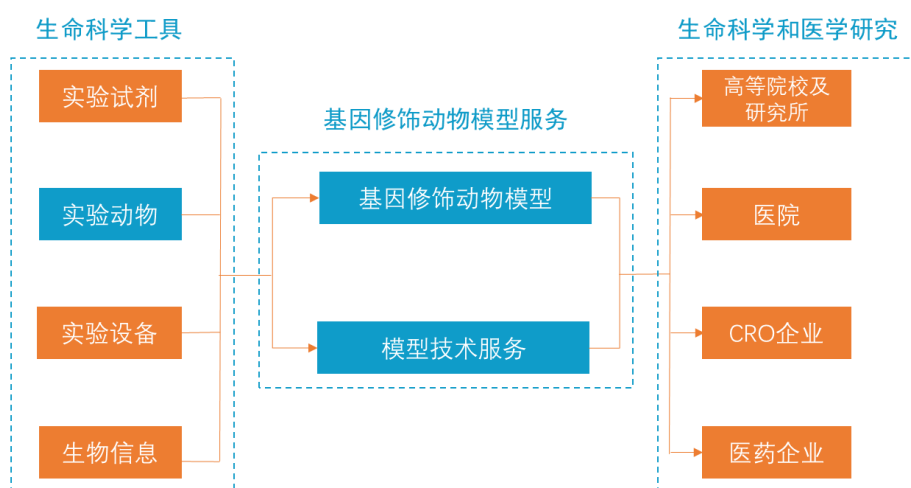 生命科学工具
生命科学和医学研究
基因修饰动物模型服务
实验试剂
实验动物
实验设备
生物信息
基因修饰动物模型
模型技术服务
高等院校及
研究所
医院
CRO企业
医药企业